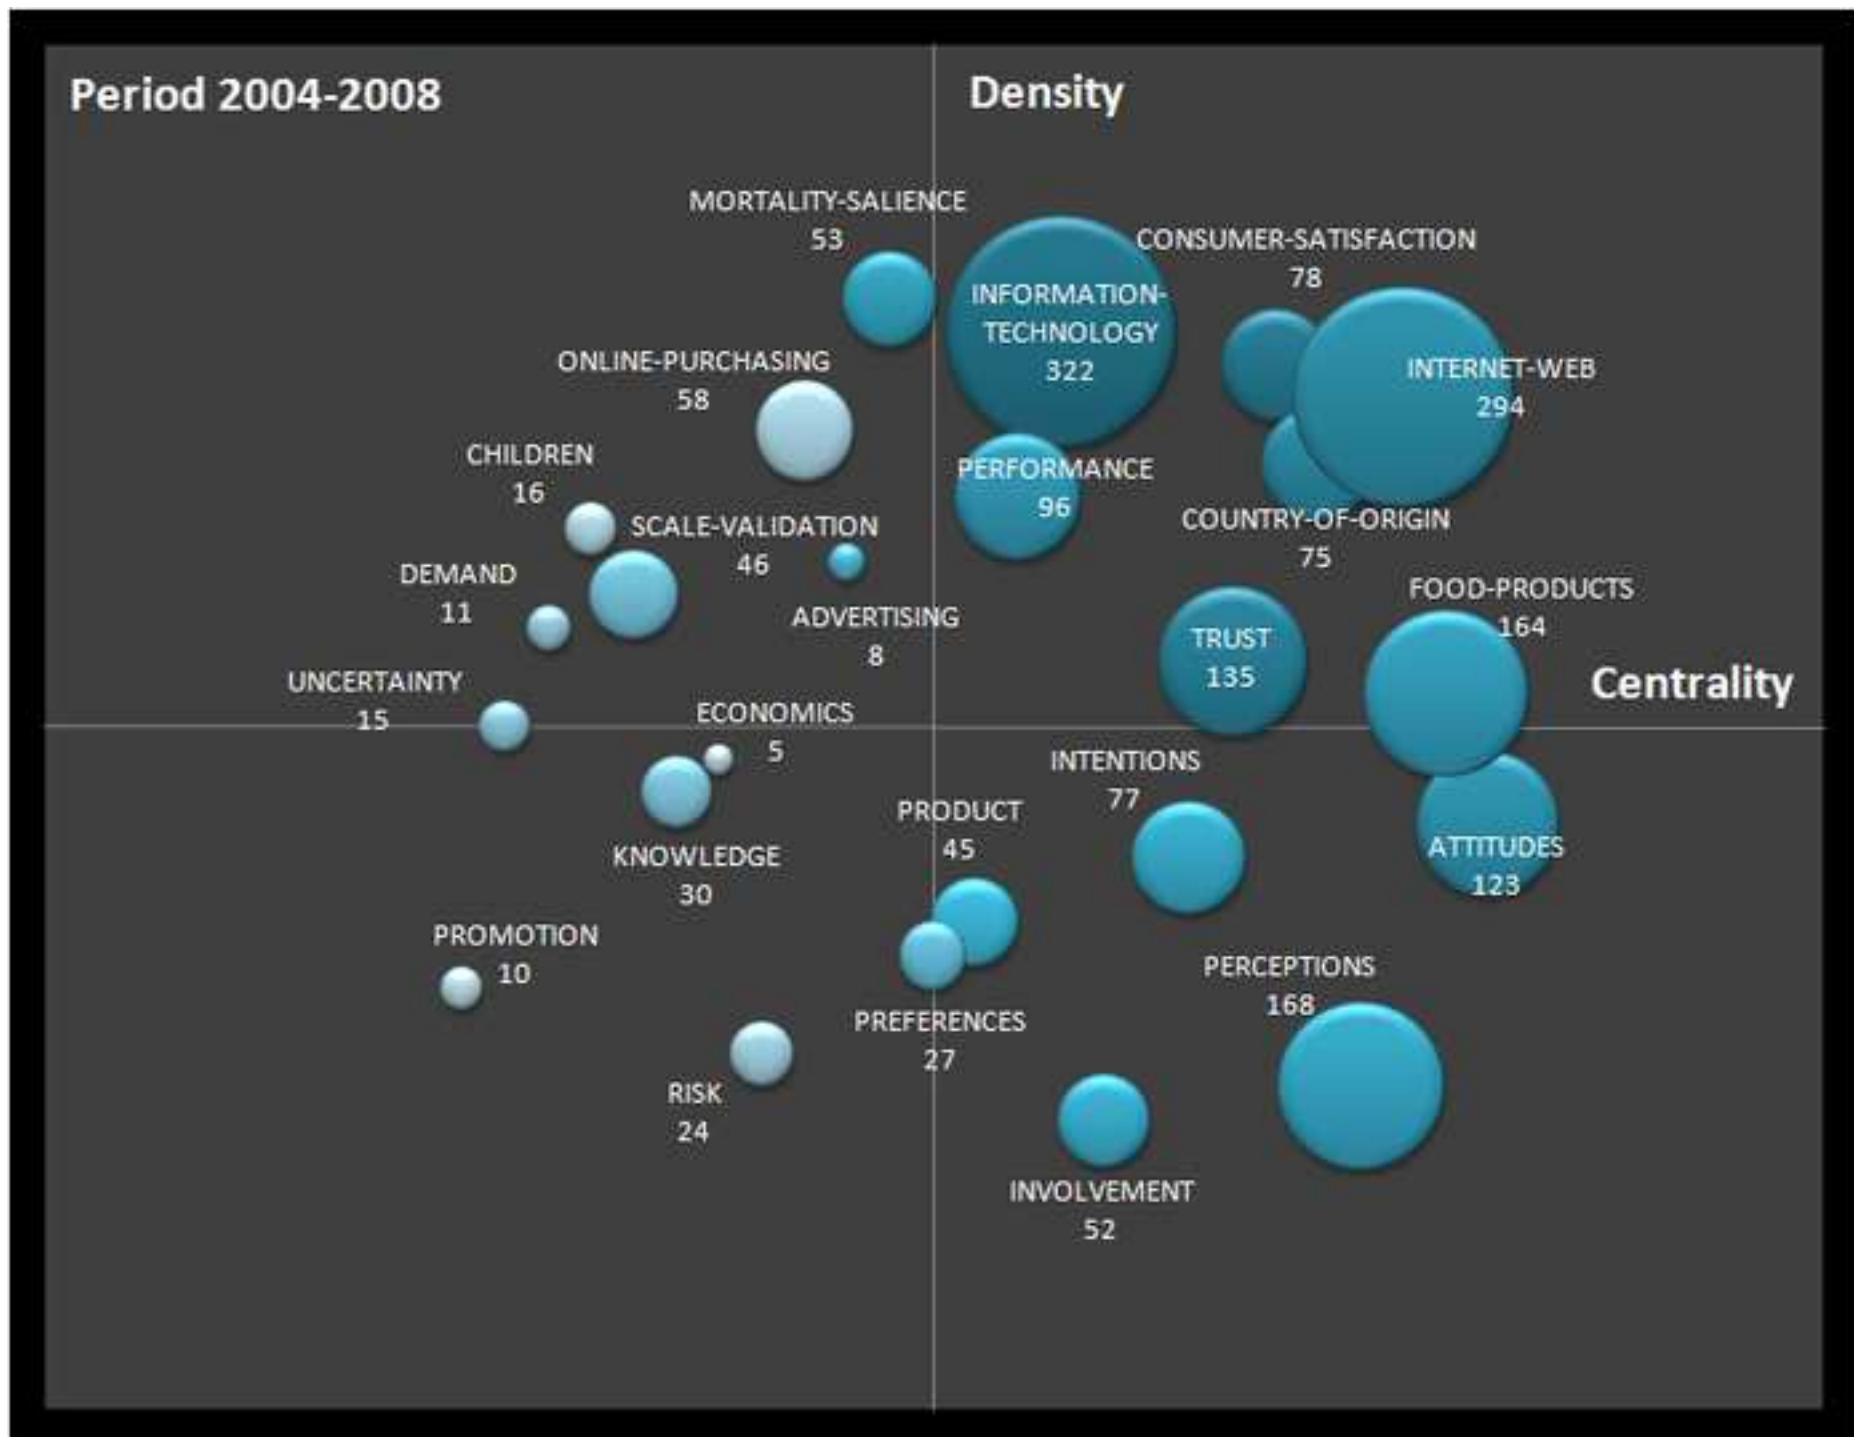 Period 2004-2008
Density
MORTALITY-SALIENCE
53
CONSUMER-SATISFACTION
78
INFORMATION-
TECHNOLOGY
322
ONLINE-PURCHASING
58
INTERNET-WEB
294
CHILDREN
16
PERFORMANCE
96
SCALE-VALIDATION
46
COUNTRY-OF-ORIGIN
75
DEMAND
11
ADVERTISING
8
FOOD-PRODUCTS
164
TRUST
135
Centrality
UNCERTAINTY
15
ECONOMICS
5
INTENTIONS
77
PRODUCT
45
KNOWLEDGE
30
ATTITUDES
123
PROMOTION
10
PERCEPTIONS
168
PREFERENCES
27
RISK
24
INVOLVEMENT
52